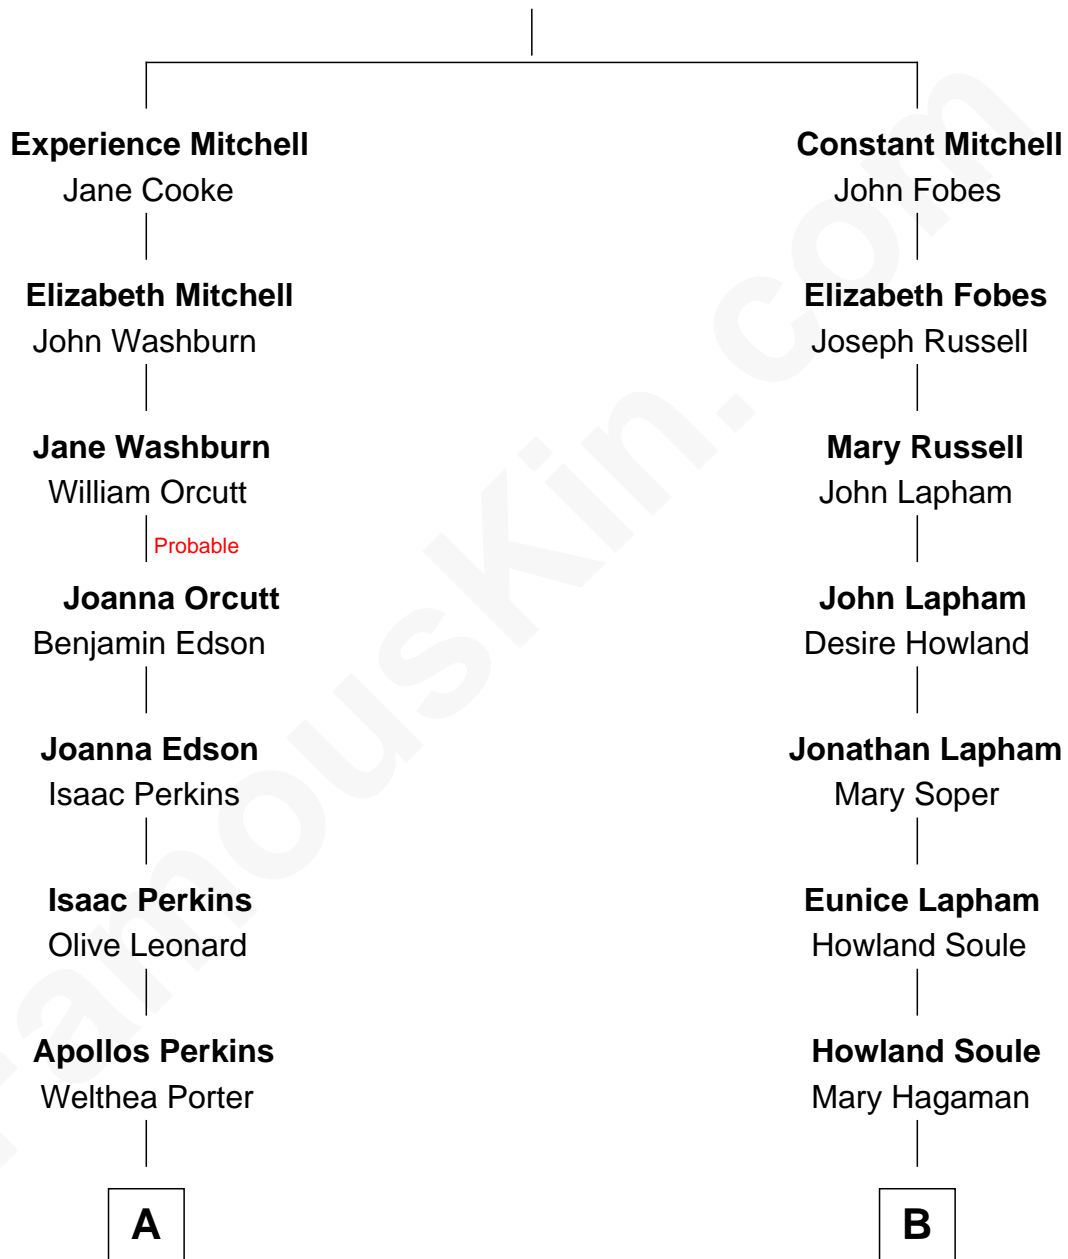 Experience Mitchell
Jane Cooke
Constant Mitchell
John Fobes
Elizabeth Mitchell
John Washburn
Elizabeth Fobes
Joseph Russell
Jane Washburn
William Orcutt
Mary Russell
John Lapham
Probable
Joanna Orcutt
Benjamin Edson
John Lapham
Desire Howland
Joanna Edson
Isaac Perkins
Jonathan Lapham
Mary Soper
Isaac Perkins
Olive Leonard
Eunice Lapham
Howland Soule
Apollos Perkins
Welthea Porter
Howland Soule
Mary Hagaman
A
B
FamousKin.com